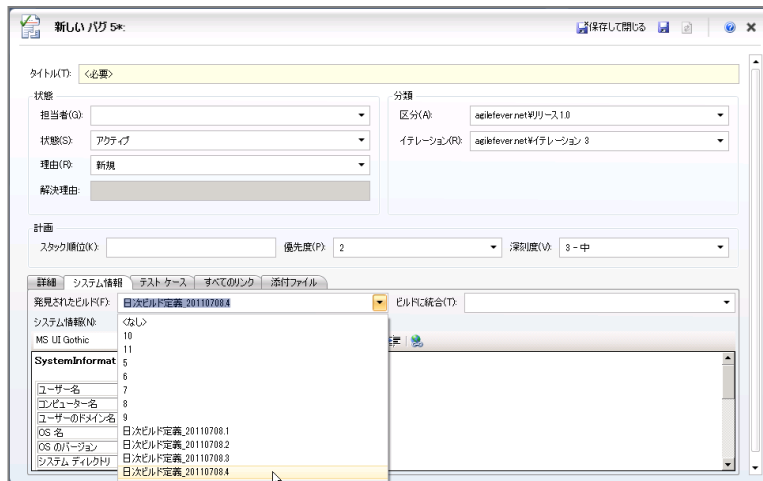 新しい バグ 5*:
保存して閉じる
タイトル(T): <必要>
状態
担当者(G):
状態(S): アクティブ
理由(R): 新規
解決理由:
分類
区分(A): agilefever.net¥リリース 1.0
イテレーション(R): agilefever.net¥イテレーション 3
計画
スタック順位(K): 優先度(P): 2 深刻度(V): 3 - 中
詳細 システム情報 テスト ケース すべてのリンク 添付ファイル
発見されたビルド(F): 日次ビルド定義_20110708.4 ビルドに統合(T):
システム情報(N):
MS UI Gothic
SystemInformat
ユーザー名
コンピューター名
ユーザーのドメイン名
OS 名
OS のバージョン
システム ディレクトリ
<なし>
10
11
5
6
7
8
9
日次ビルド定義_20110708.1
日次ビルド定義_20110708.2
日次ビルド定義_20110708.3
日次ビルド定義_20110708.4